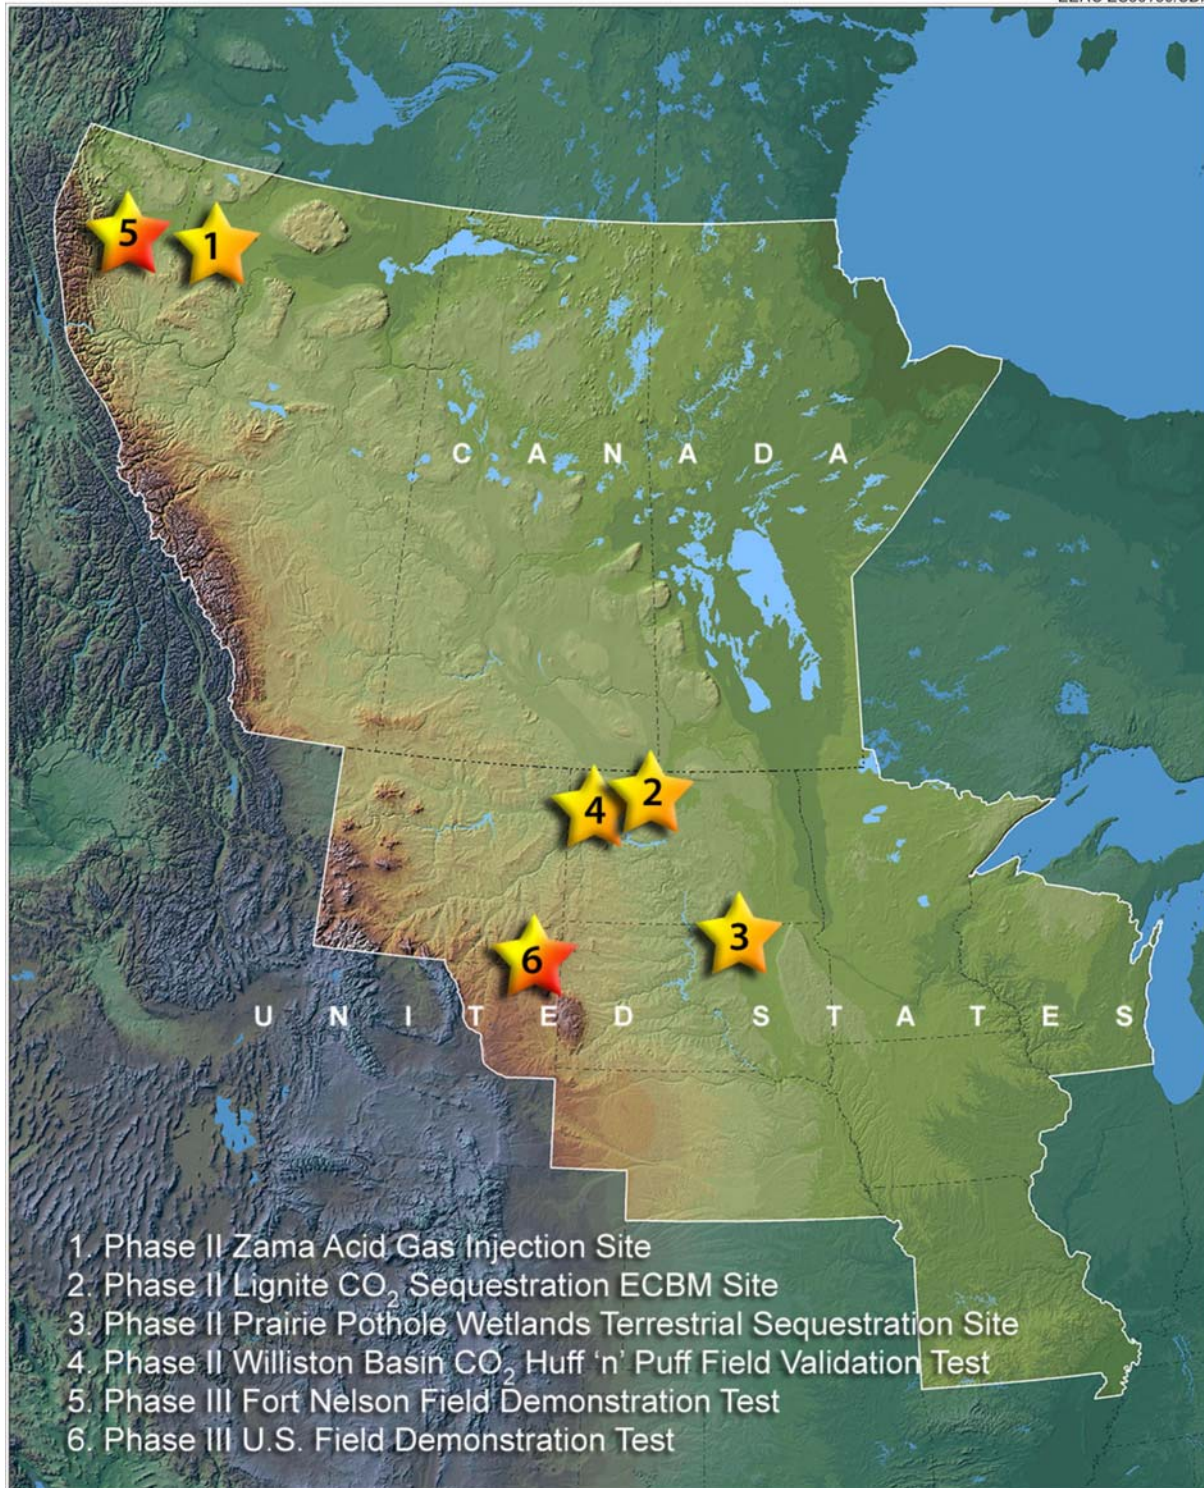 5
1
C A N A D A
2
4
3
6
U N I T E D S T A T E S
1. Phase II Zama Acid Gas Injection Site
2. Phase II Lignite CO₂ Sequestration ECBM Site
3. Phase II Prairie Pothole Wetlands Terrestrial Sequestration Site
4. Phase II Williston Basin CO₂ Huff ‘n’ Puff Field Validation Test
5. Phase III Fort Nelson Field Demonstration Test
6. Phase III U.S. Field Demonstration Test